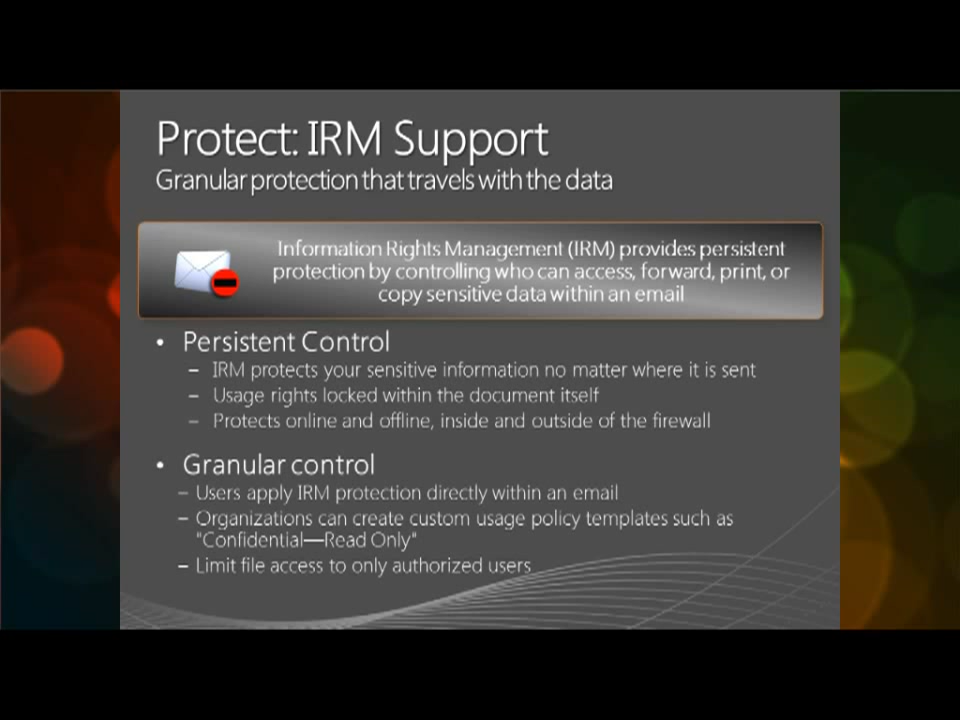 Protect: IRM Support
Granular protection that travels with the data
Information Rights Management (IRM) provides persistent
protection by controlling who can access, forward, print, or
copy sensitive data within an email
• Persistent Control
– IRM protects your sensitive information no matter where it is sent
– Usage rights locked within the document itself
– Protects online and offline, inside and outside of the firewall
• Granular control
– Users apply IRM protection directly within an email
– Organizations can create custom usage policy templates such as
"Confidential—Read Only"
– Limit file access to only authorized users